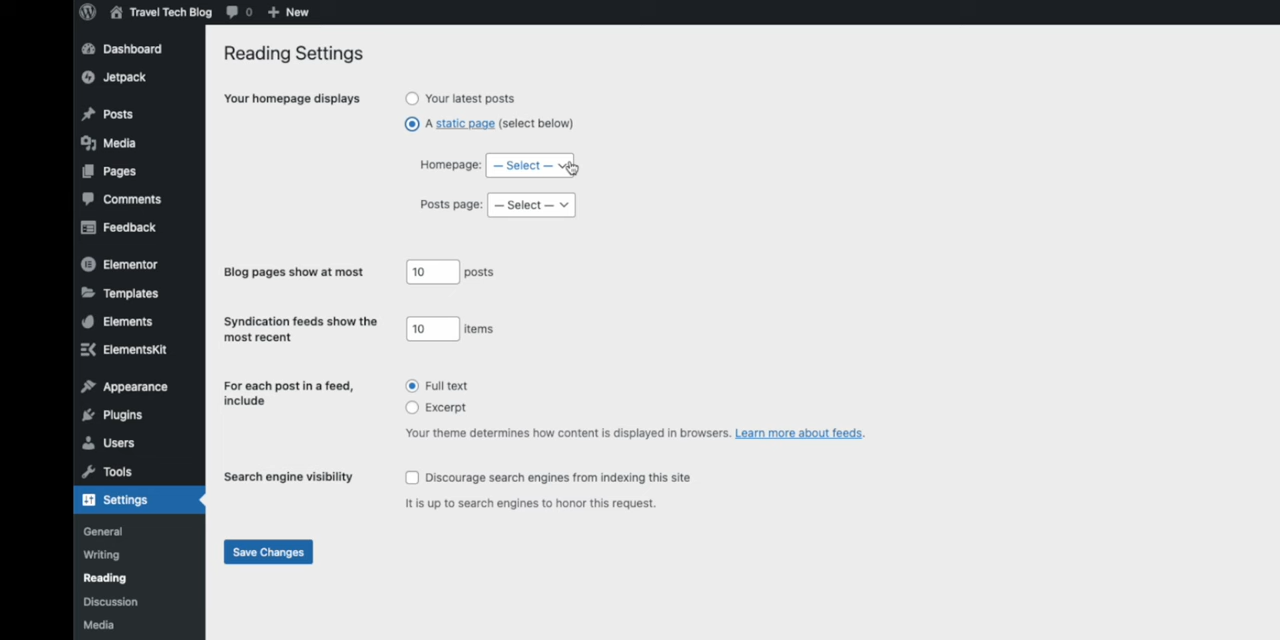 Travel Tech Blog 0 New
Dashboard
Jetpack
Posts
Media
Pages
Comments
Feedback
Elementor
Templates
Elements
ElementsKit
Appearance
Plugins
Users
Tools
Settings
General
Writing
Reading
Discussion
Media
Reading Settings
Your homepage displays
Your latest posts
A static page (select below)
Homepage: — Select —
Posts page: — Select —
Blog pages show at most 10 posts
Syndication feeds show the
most recent
10 items
For each post in a feed,
include
Full text
Excerpt
Your theme determines how content is displayed in browsers. Learn more about feeds.
Search engine visibility
Discourage search engines from indexing this site
It is up to search engines to honor this request.
Save Changes